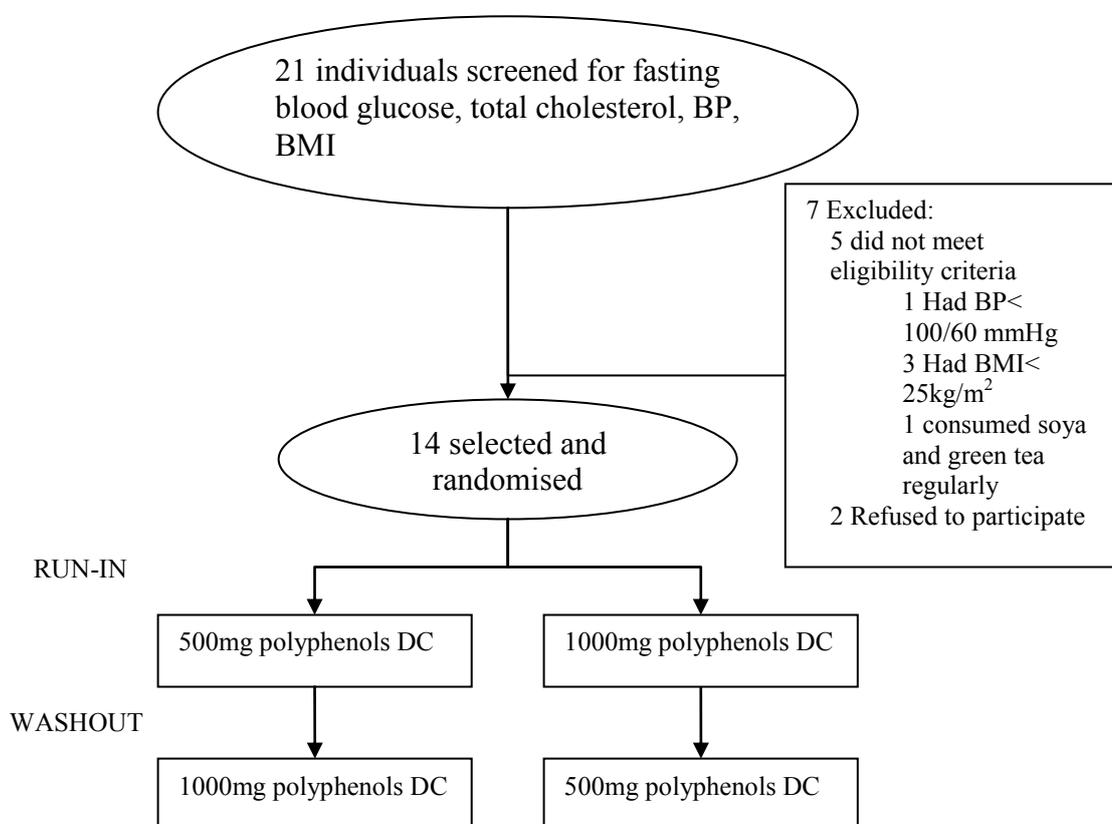 21 individuals screened for fasting
blood glucose, total cholesterol, BP,
BMI
7 Excluded:
5 did not meet
eligibility criteria
1 Had BP<
100/60 mmHg
3 Had BMI<
25kg/m²
1 consumed soya
and green tea
regularly
2 Refused to participate
14 selected and
randomised
RUN-IN
500mg polyphenols DC
1000mg polyphenols DC
WASHOUT
1000mg polyphenols DC
500mg polyphenols DC